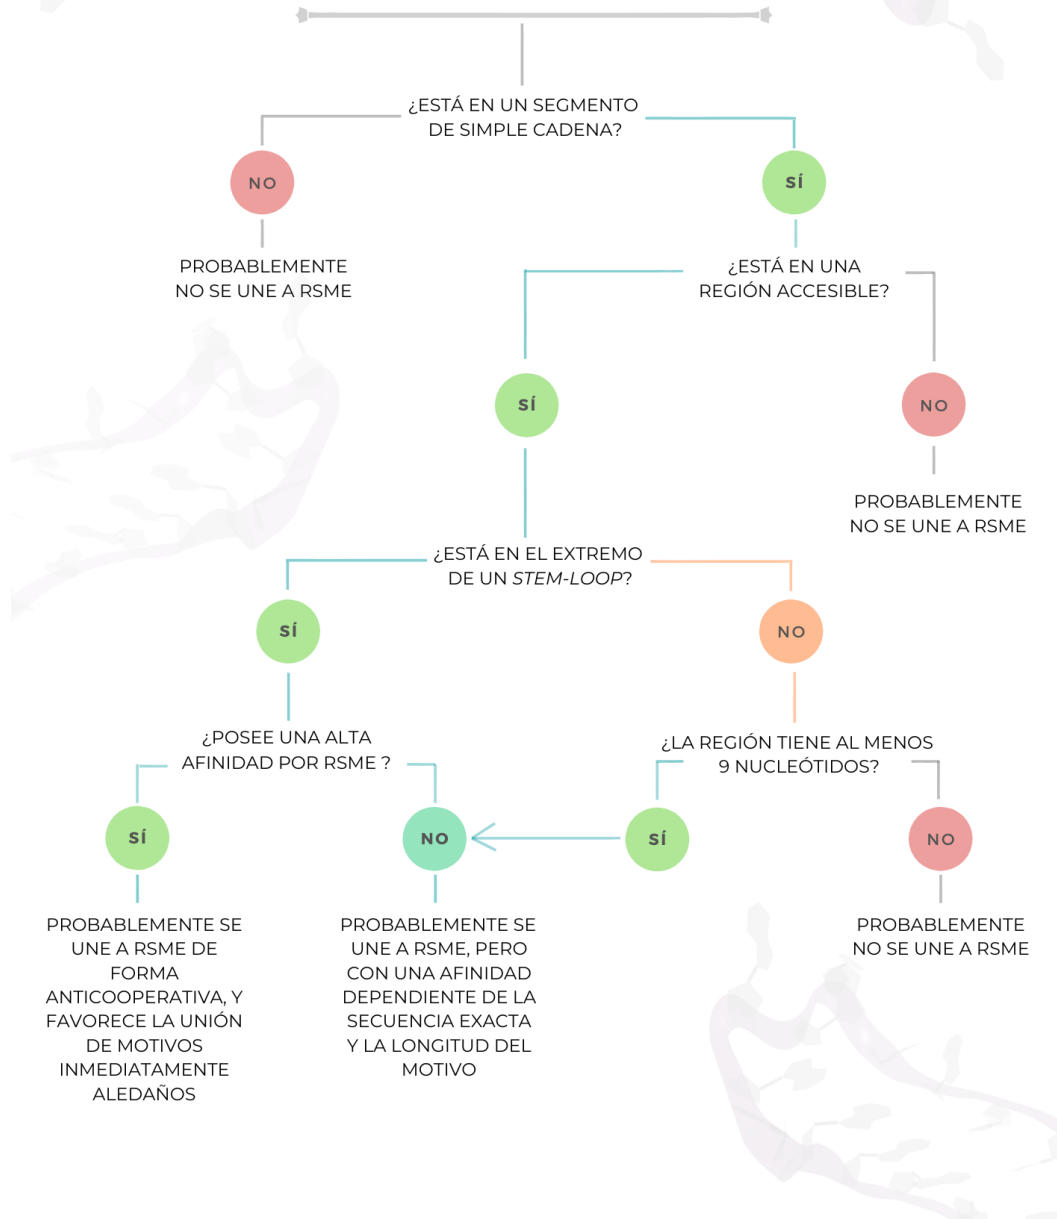 ¿ESTÁ EN UN SEGMENTO
DE SIMPLE CADENA?
NO
SÍ
PROBABLEMENTE
NO SE UNE A RSME
¿ESTÁ EN UNA
REGIÓN ACCESIBLE?
SÍ
NO
PROBABLEMENTE
NO SE UNE A RSME
¿ESTÁ EN EL EXTREMO
DE UN STEM-LOOP?
SÍ
NO
¿POSEE UNA ALTA
AFINIDAD POR RSME ?
¿LA REGIÓN TIENE AL MENOS
9 NUCLEÓTIDOS?
SÍ
NO
SÍ
NO
PROBABLEMENTE SE
UNE A RSME DE
FORMA
ANTICOOPERATIVA, Y
FAVORECE LA UNIÓN
DE MOTIVOS
INMEDIATAMENTE
ALEDAÑOS
PROBABLEMENTE SE
UNE A RSME, PERO
CON UNA AFINIDAD
DEPENDIENTE DE LA
SECUENCIA EXACTA
Y LA LONGITUD DEL
MOTIVO
PROBABLEMENTE
NO SE UNE A RSME